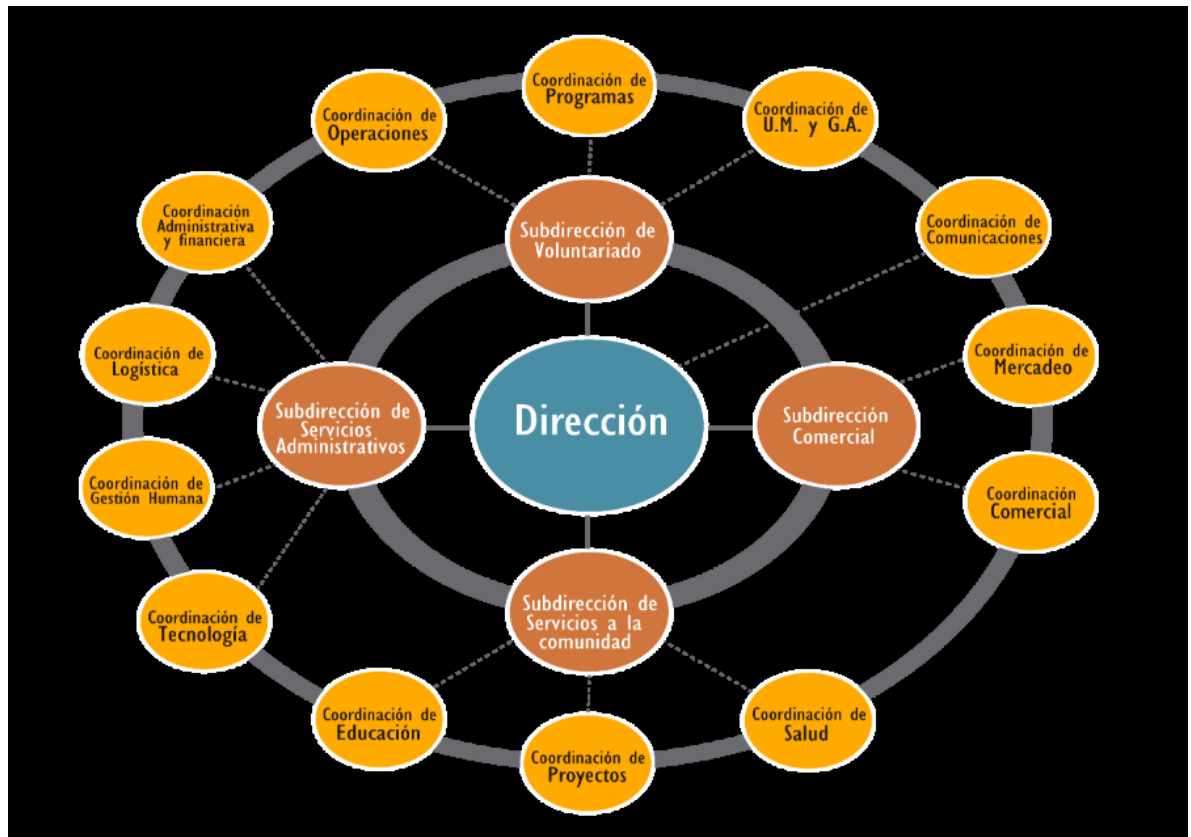 Coordinación de
Programas
Coordinación de
Operaciones
Coordinación de
U.M. y G.A.
Coordinación
Administrativa
y financiera
Subdirección de
Voluntariado
Coordinación de
Comunicaciones
Coordinación de
Logística
Coordinación de
Mercadeo
Subdirección de
Servicios
Administrativos
Dirección
Subdirección
Comercial
Coordinación de
Gestión Humana
Coordinación
Comercial
Coordinación de
Tecnología
Subdirección de
Servicios a la
comunidad
Coordinación de
Educación
Coordinación de
Proyectos
Coordinación de
Salud